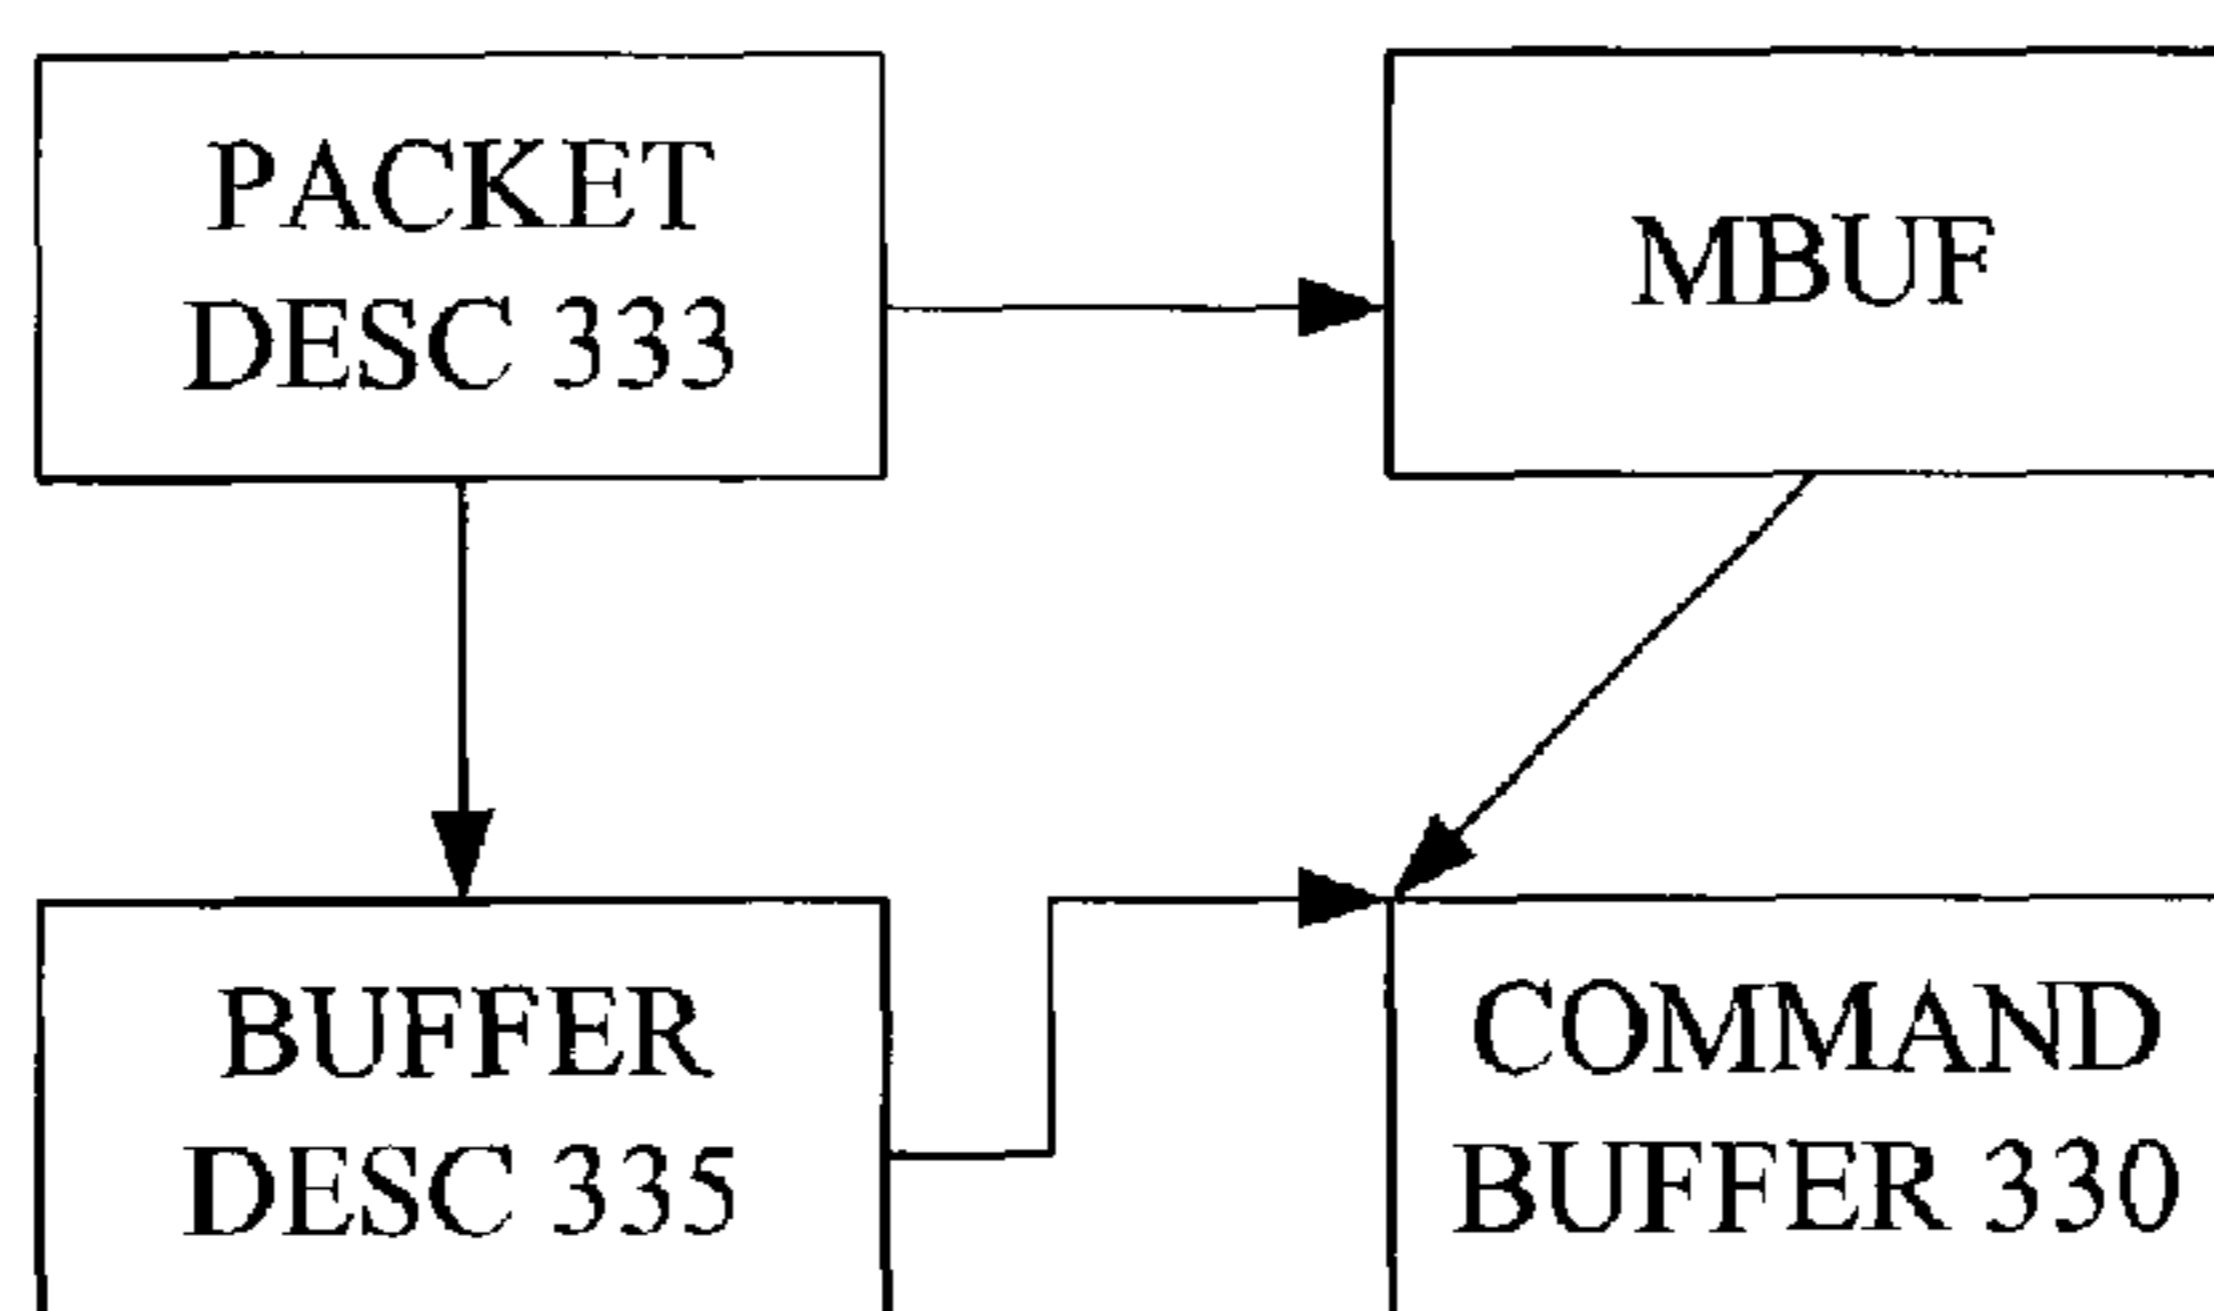 PACKET
DESC 333
MBUF
BUFFER
DESC 335
COMMAND
BUFFER 330